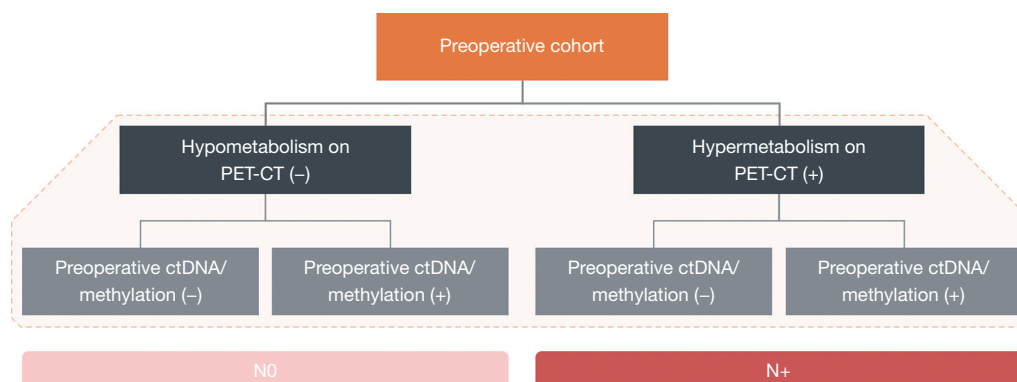 Preoperative cohort
Hypometabolism on
PET-CT (–)
Hypermetabolism on
PET-CT (+)
Preoperative ctDNA/
methylation (–)
Preoperative ctDNA/
methylation (+)
Preoperative ctDNA/
methylation (–)
Preoperative ctDNA/
methylation (+)
N0
N+